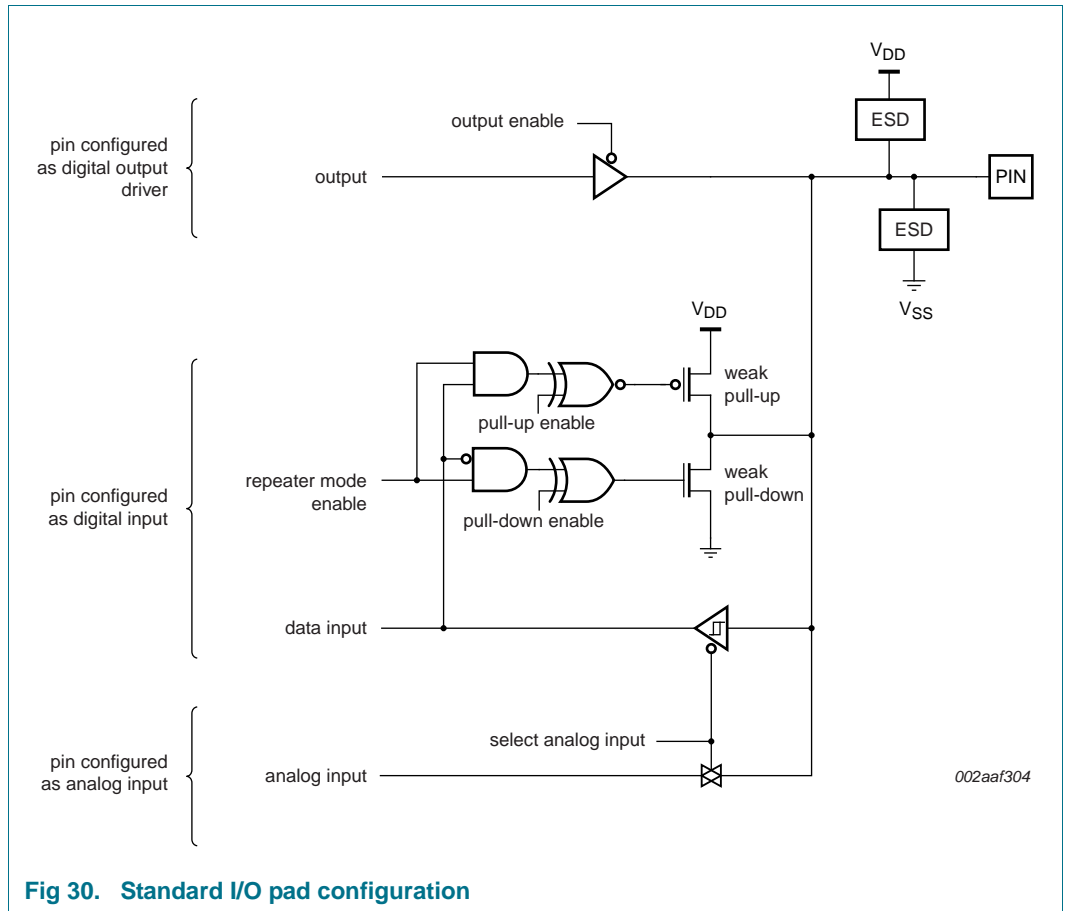 VDD
ESD
output enable
pin configured
as digital output
driver
output
PIN
ESD
VSS
VDD
weak
pull-up
pull-up enable
pin configured
as digital input
repeater mode
enable
weak
pull-down
pull-down enable
data input
select analog input
pin configured
as analog input
analog input
002aaf304
Fig 30. Standard I/O pad configuration